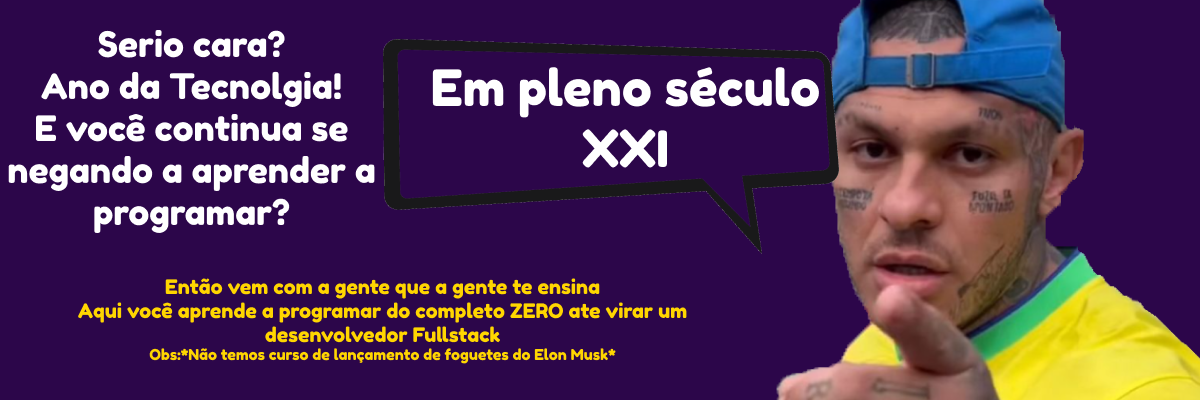 Serio cara?
Ano da Tecnolgia!
E você continua se
negando a aprender a
programar?
Em pleno século
XXI
Então vem com a gente que a gente te ensina
Aqui você aprende a programar do completo ZERO ate virar um
desenvolvedor Fullstack
Obs:*Não temos curso de lançamento de foguetes do Elon Musk*